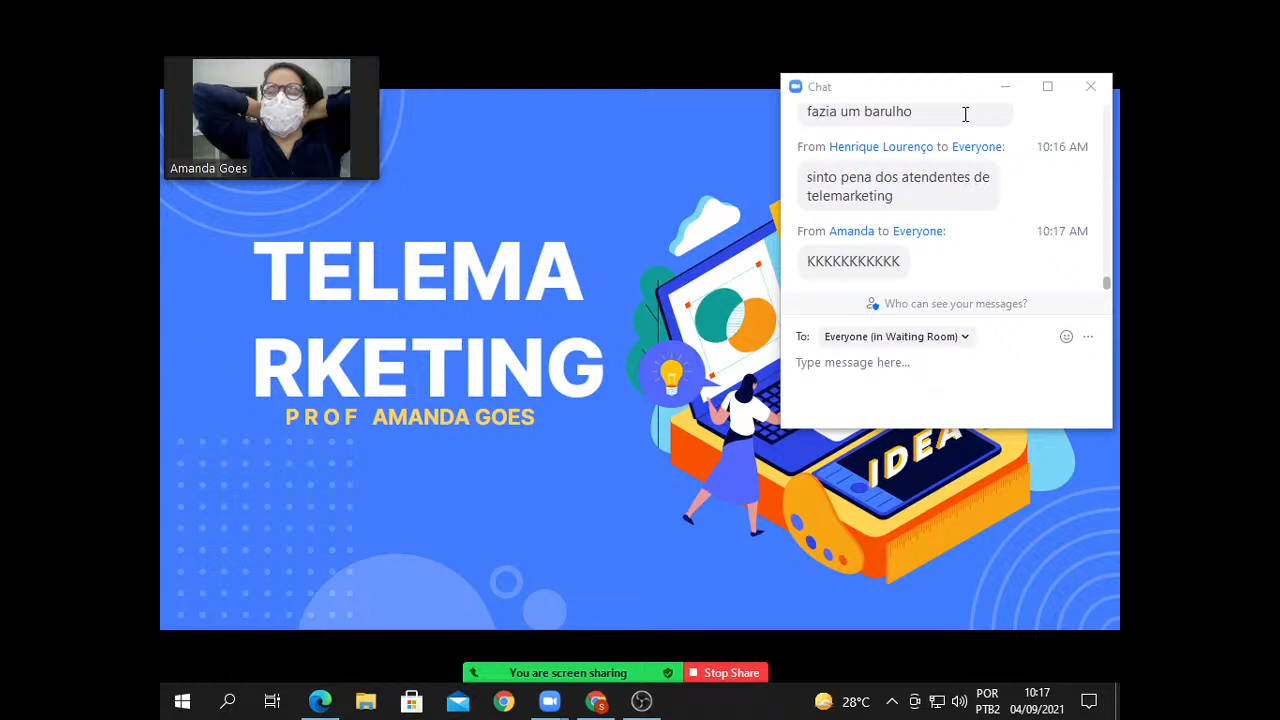 Amanda Goes
TELEMA
RKETING
PROF AMANDA GOES
IDEA
Chat
fazia um barulho
From Henrique Lourenço to Everyone: 10:16 AM
sinto pena dos atendentes de
telemarketing
From Amanda to Everyone: 10:17 AM
KKKKKKKKKKK
Who can see your messages?
To: Everyone (in Waiting Room)
Type message here...
You are screen sharing Stop Share
28°C POR 10:17
PTB2 04/09/2021